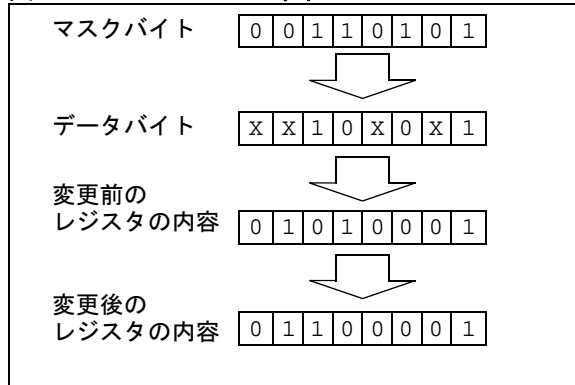 マスクバイト 0 0 1 1 0 1 0 1
データバイト X X 1 0 X 0 X 1
変更前の
レジスタの内容 0 1 0 1 0 0 0 1
変更後の
レジスタの内容 0 1 1 0 0 0 0 1